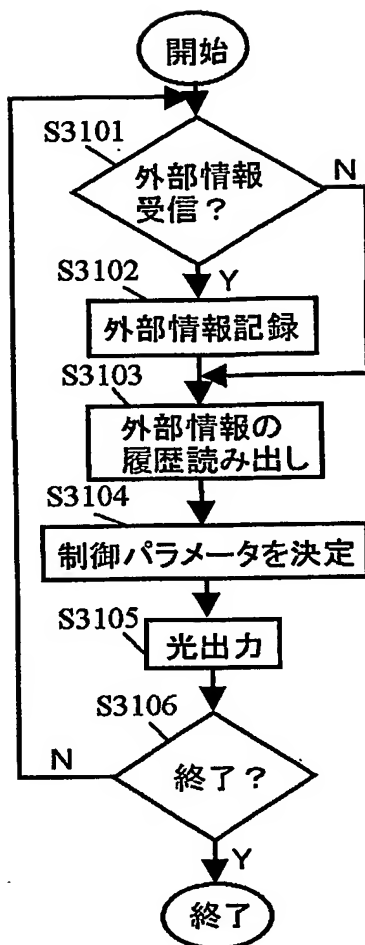 開始
S3101
外部情報
受信？
N
S3102
Y
外部情報記録
S3103
外部情報の
履歴読み出し
S3104
制御パラメータを決定
S3105
光出力
S3106
N
終了？
Y
終了